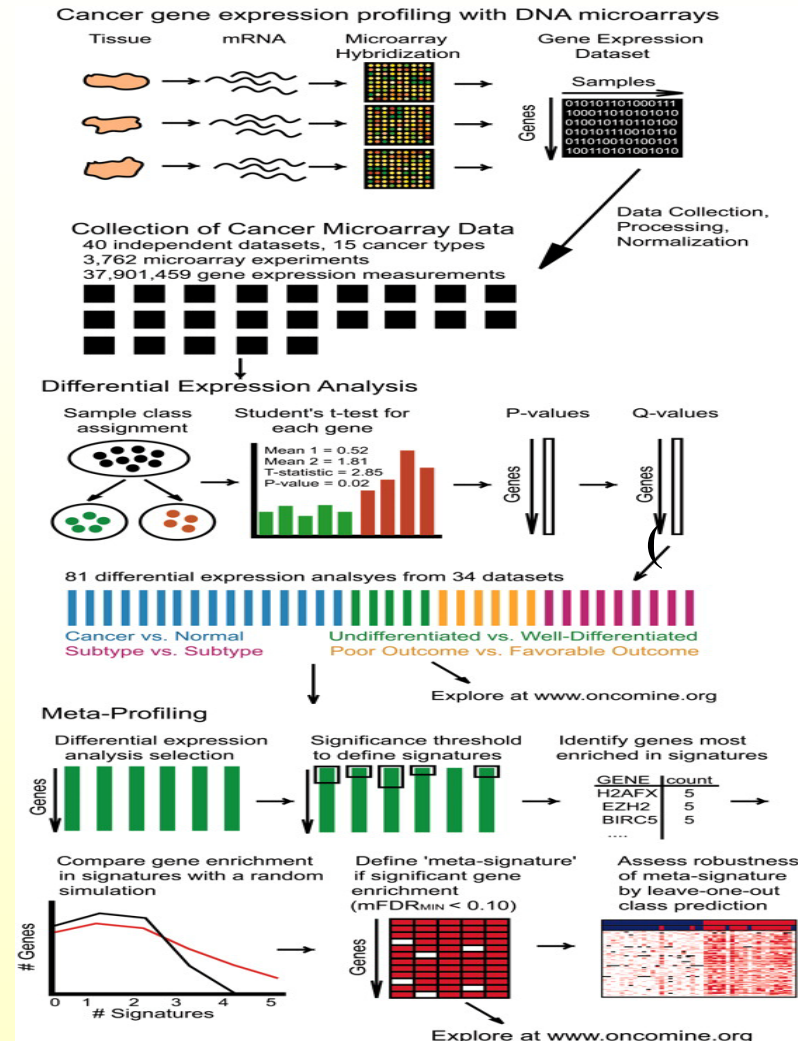 Cancer gene expression profiling with DNA microarrays
Tissue
mRNA
Microarray
Hybridization
Gene Expression
Dataset
Samples
Genes
010101101000111
100011010101010
010010110110100
010101110010110
011010010100101
100110101001010
Data Collection,
Processing,
Normalization
Collection of Cancer Microarray Data
40 independent datasets, 15 cancer types
3,762 microarray experiments
37,901,459 gene expression measurements
Differential Expression Analysis
Sample class
assignment
Student's t-test for
each gene
Mean 1 = 0.52
Mean 2 = 1.81
T-statistic = 2.85
P-value = 0.02
P-values
Genes
Q-values
Genes
(
81 differential expression analsyes from 34 datasets
Cancer vs. Normal
Undifferentiated vs. Well-Differentiated
Subtype vs. Subtype
Poor Outcome vs. Favorable Outcome
Explore at www.oncomine.org
Meta-Profiling
Differential expression
analysis selection
Genes
Significance threshold
to define signatures
Identify genes most
enriched in signatures
GENE count
H2AFX 5
EZH2 5
BIRC5 5
....
Compare gene enrichment
in signatures with a random
simulation
# Genes
0 1 2 3 4 5
# Signatures
Define 'meta-signature'
if significant gene
enrichment
(mFDRMIN < 0.10)
Genes
Assess robustness
of meta-signature
by leave-one-out
class prediction
Explore at www.oncomine.org